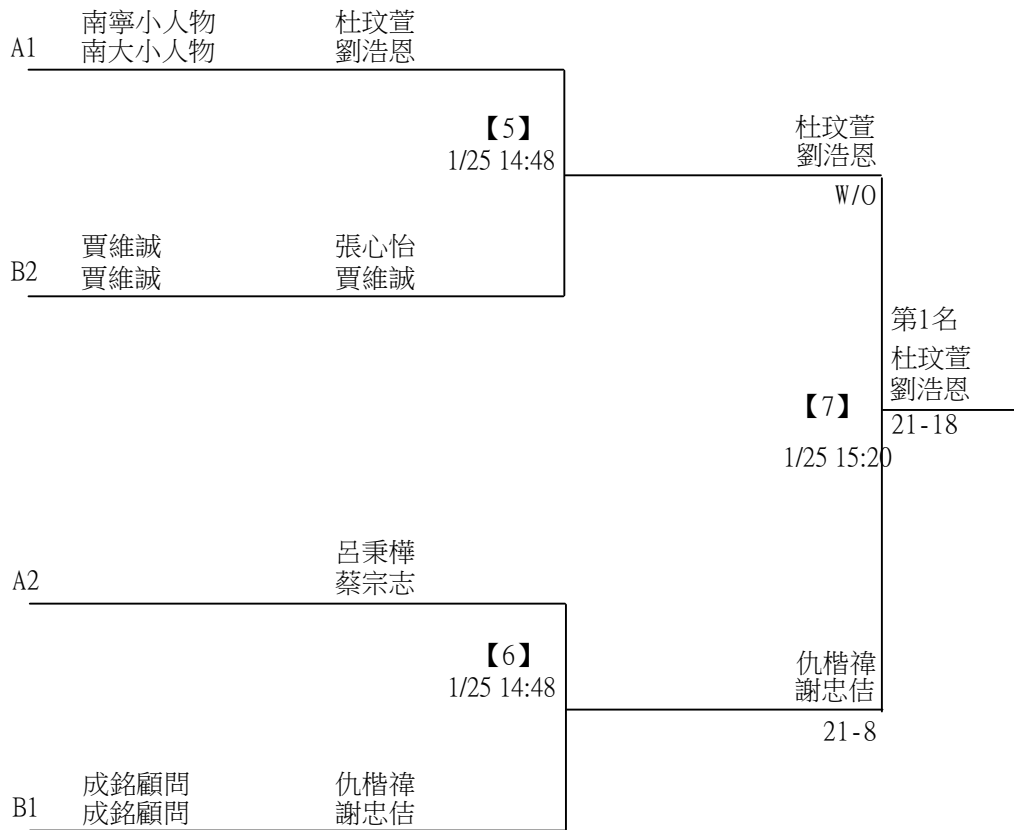 南寧小人物 杜玟萱
A1 南大小人物 劉浩恩
【5】
1/25 14:48
杜玟萱
劉浩恩
W/O
賈維誠 張心怡
B2 賈維誠 賈維誠
第1名
杜玟萱
劉浩恩
【7】
21-18
1/25 15:20
呂秉樺
A2 蔡宗志
【6】
1/25 14:48
仇楷褘
謝忠佶
21-8
成銘顧問 仇楷褘
B1 成銘顧問 謝忠佶